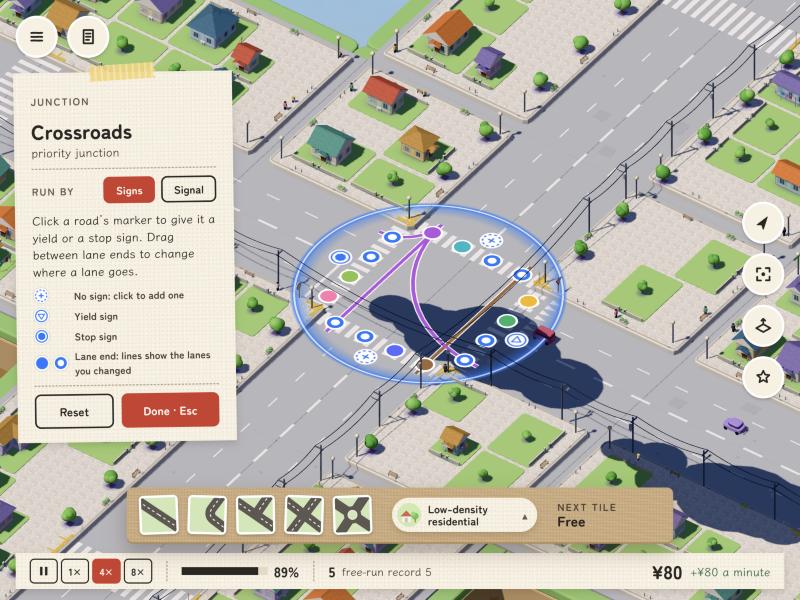 JUNCTION
Crossroads
priority junction
RUN BY
Signs
Signal
Click a road's marker to give it a
yield or a stop sign. Drag
between lane ends to change
where a lane goes.
No sign: click to add one
Yield sign
Stop sign
Lane end: lines show the lanes
you changed
Reset
Done · Esc
Low-density
residential
▲
NEXT TILE
Free
1×
4×
8×
89%
5 free-run record 5
¥80 +¥80 a minute